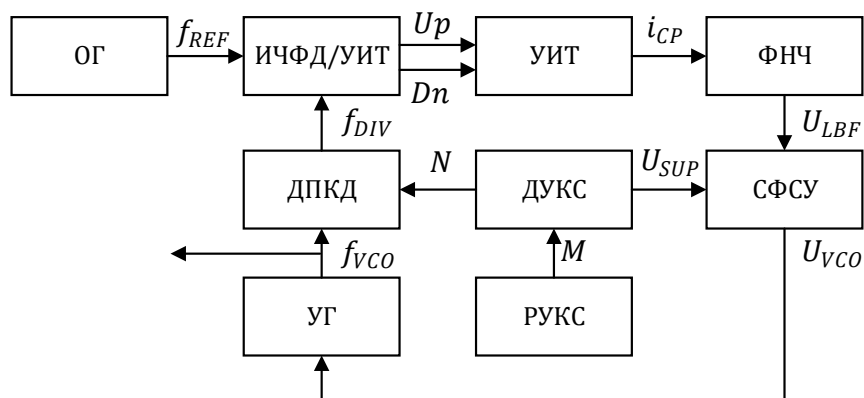 ОГ
f_REF
ИЧФД/УИТ
Up
Dn
УИТ
i_CP
ФНЧ
f_DIV
U_LBF
ДПКД
N
ДУКС
U_SUP
СФСУ
f_VCO
M
U_VCO
УГ
РУКС